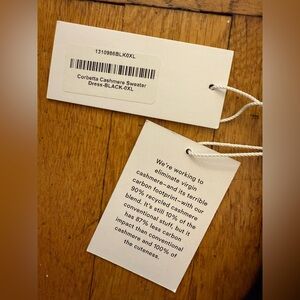 1310986BLK0XL
Corbetta Cashmere Sweater
Dress-BLACK-0XL
We're working to
eliminate virgin
cashmere—and its terrible
carbon footprint—with our
90% recycled cashmere
blend. It's still 10% of the
conventional stuff, but it
has 87% less carbon
impact than conventional
cashmere and 100% of
the cuteness.